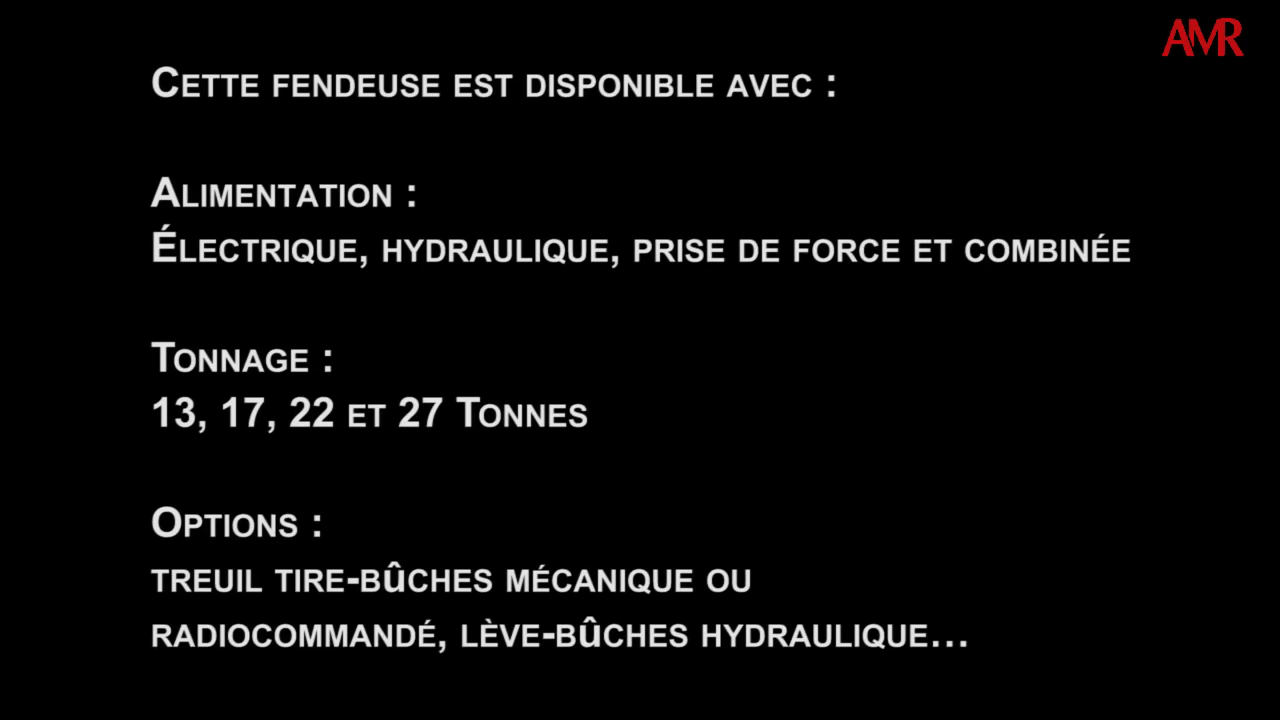 AMR
Cette fendeuse est disponible avec :
Alimentation :
Électrique, hydraulique, prise de force et combinée
Tonnage :
13, 17, 22 et 27 Tonnes
Options :
treuil tire-bûches mécanique ou
radiocommandé, lève-bûches hydraulique…